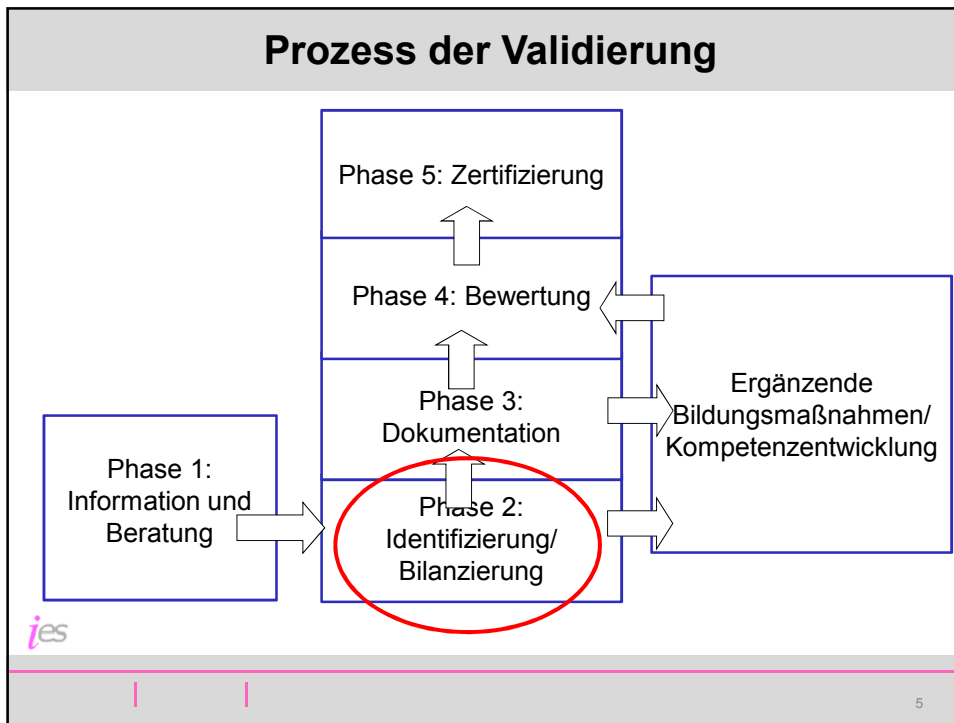 Prozess der Validierung
Phase 5: Zertifizierung
Phase 4: Bewertung
Phase 3:
Dokumentation
Ergänzende
Bildungsmaßnahmen/
Kompetenzentwicklung
Phase 1:
Information und
Beratung
Phase 2:
Identifizierung/
Bilanzierung
ies
5